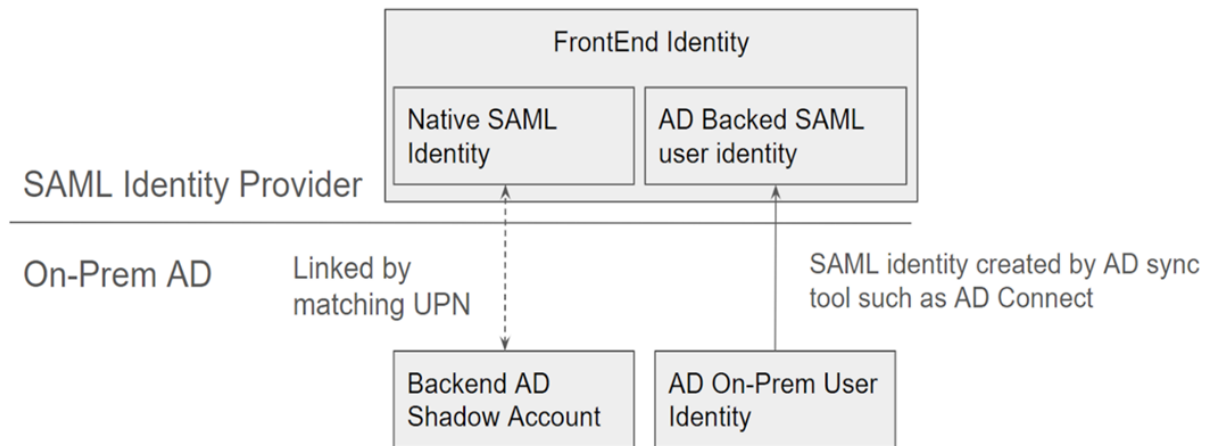 FrontEnd Identity
Native SAML
Identity
AD Backed SAML
user identity
SAML Identity Provider
On-Prem AD
Linked by
matching UPN
SAML identity created by AD sync
tool such as AD Connect
Backend AD
Shadow Account
AD On-Prem User
Identity